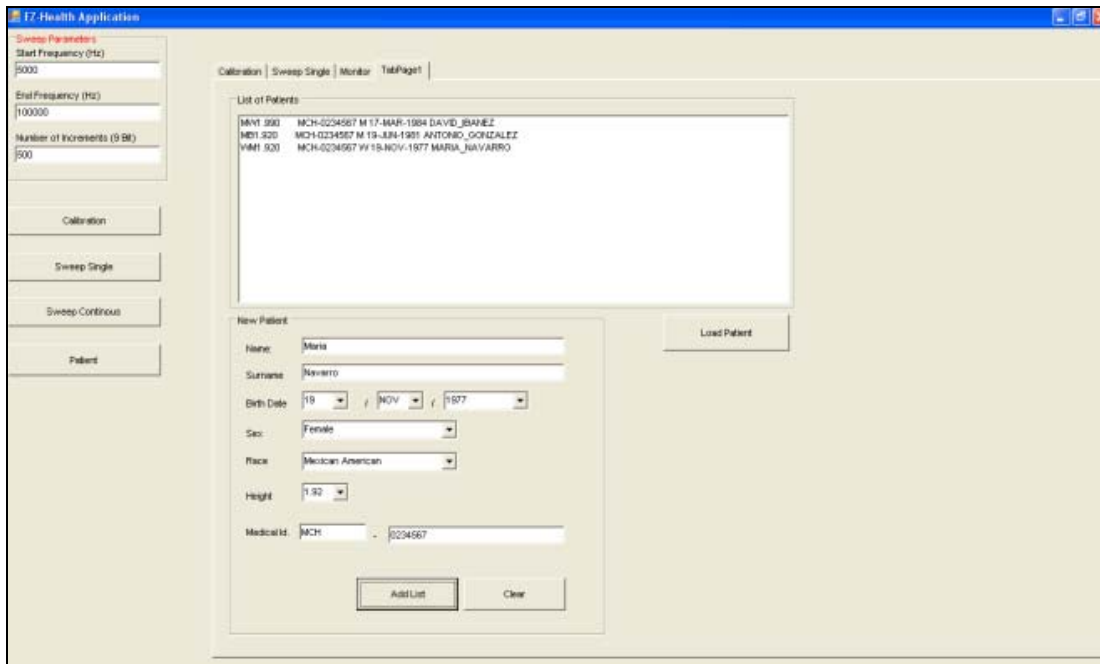 EZ-Health Application
Sweep Parameters
Start Frequency (Hz)
5000
End Frequency (Hz)
100000
Number of Increments (9 Bit)
500
Calibration
Sweep Single
Sweep Continous
Patient
Calibration Sweep Single Monitor TabPage1
List of Patients
MCH-0234567 M 17-MAR-1984 DAVID_IBANEZ
MB1.920 MCH-0234567 M 19-JUN-1981 ANTONIO_GONZALEZ
MCH-0234567 W 19-NOV-1977 MARIA_NAVARRO
Load Patient
New Patient
Name: Maria
Surname Navarro
Birth Date 19 / NOV / 1977
Sex: Female
Race Mexican American
Height 1.92
Medical Id. MCH - 0234567
Add List Clear